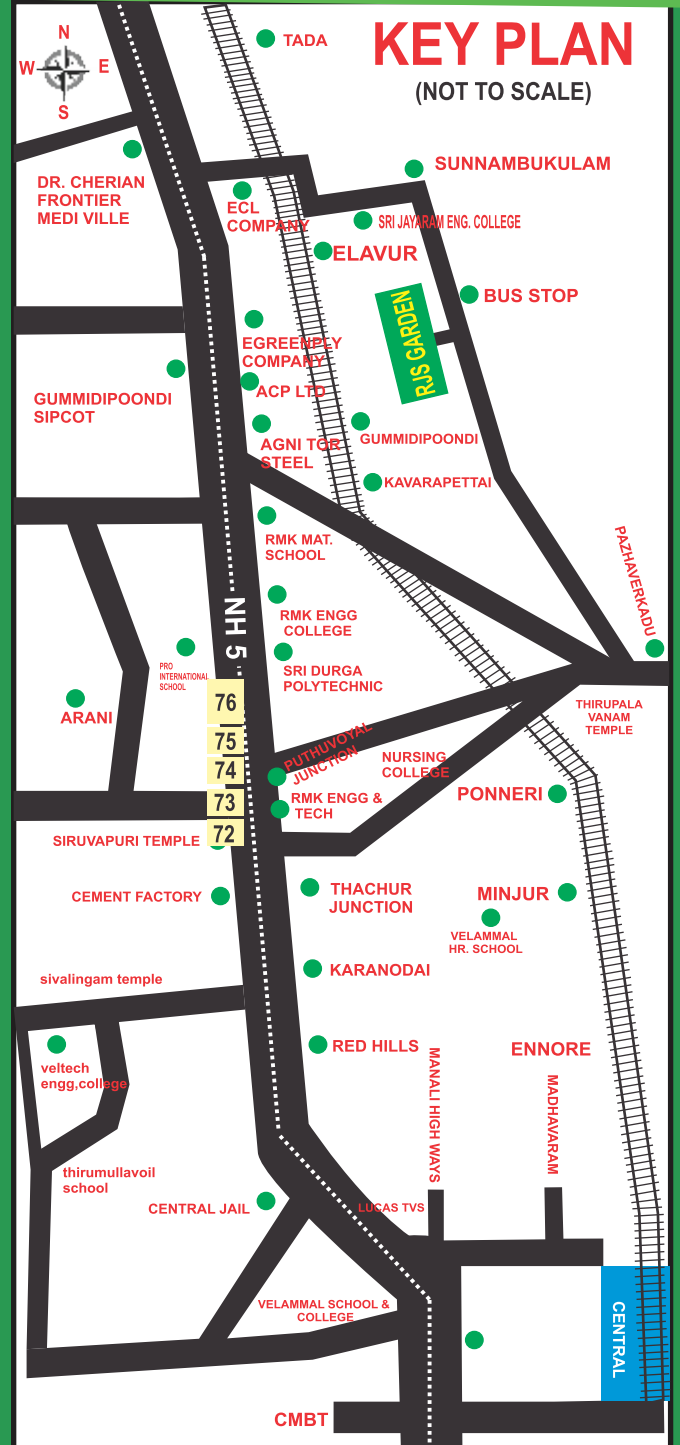 KEY PLAN
(NOT TO SCALE)
N
W E
S
TADA
SUNNAMBUKULAM
DR. CHERIAN
FRONTIER
MEDI VILLE
ECL
COMPANY
SRI JAYARAM ENG. COLLEGE
ELAVUR
BUS STOP
RJS GARDEN
EGREENPLY
COMPANY
GUMMIDIPOONDI
SIPCOT
ACP LTD
AGNI TOR
STEEL
GUMMIDIPOONDI
KAVARAPETTAI
RMK MAT.
SCHOOL
PAZHAVERKADU
NH 5
RMK ENGG
COLLEGE
PRO
INTERNATIONAL
SCHOOL
SRI DURGA
POLYTECHNIC
ARANI
76
75
74
73
72
THIRUPALA
VANAM
TEMPLE
PUTHUVOYAL
JUNCTION
NURSING
COLLEGE
RMK ENGG &
TECH
PONNERI
SIRUVAPURI TEMPLE
CEMENT FACTORY
THACHUR
JUNCTION
MINJUR
VELAMMAL
HR. SCHOOL
KARANODAI
sivalingam temple
RED HILLS
ENNORE
veltech
engg,college
MANALI HIGH WAYS
MADHAVARAM
thirumullavoil
school
CENTRAL JAIL
LUCAS TVS
VELAMMAL SCHOOL &
COLLEGE
CENTRAL
CMBT